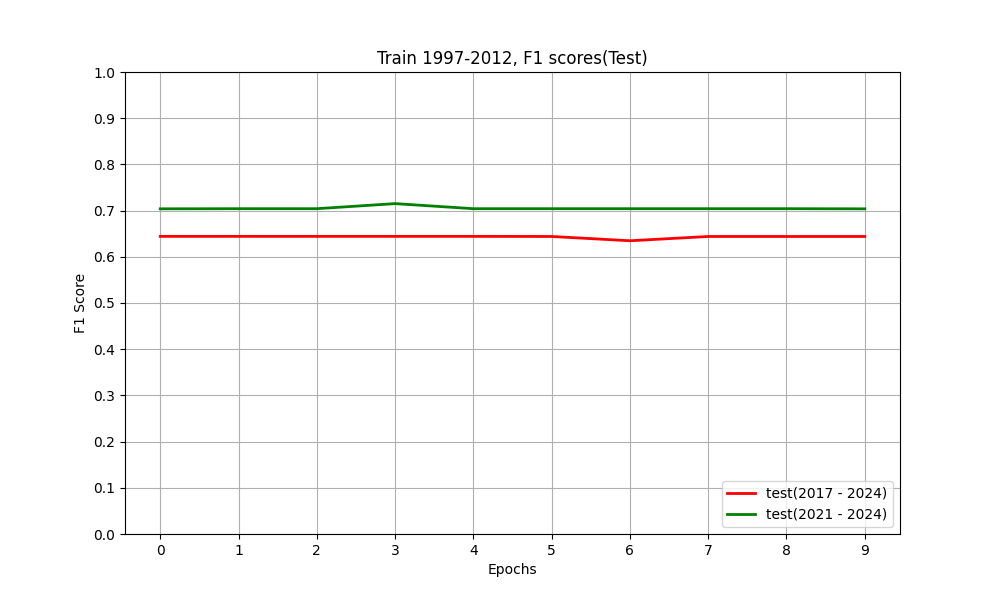 Train 1997-2012, F1 scores(Test)
1.0
0.9
0.8
0.7
0.6
0.5
0.4
0.3
0.2
0.1
0.0
F1 Score
test(2017 - 2024)
test(2021 - 2024)
0 1 2 3 4 5 6 7 8 9
Epochs